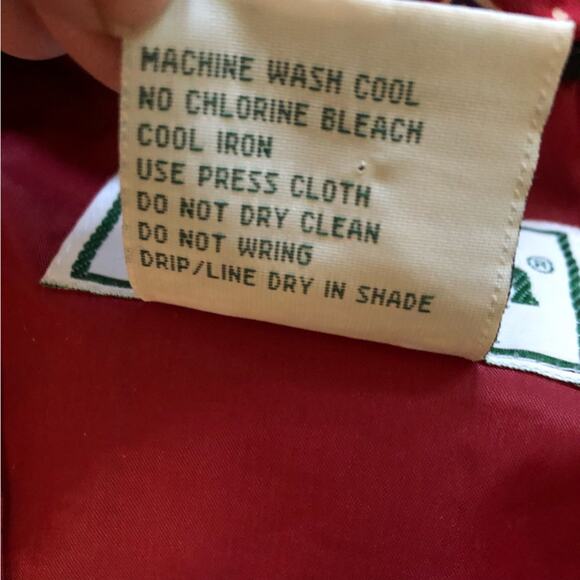 MACHINE WASH COOL
NO CHLORINE BLEACH
COOL IRON
USE PRESS CLOTH
DO NOT DRY CLEAN
DO NOT WRING
DRIP/LINE DRY IN SHADE
®